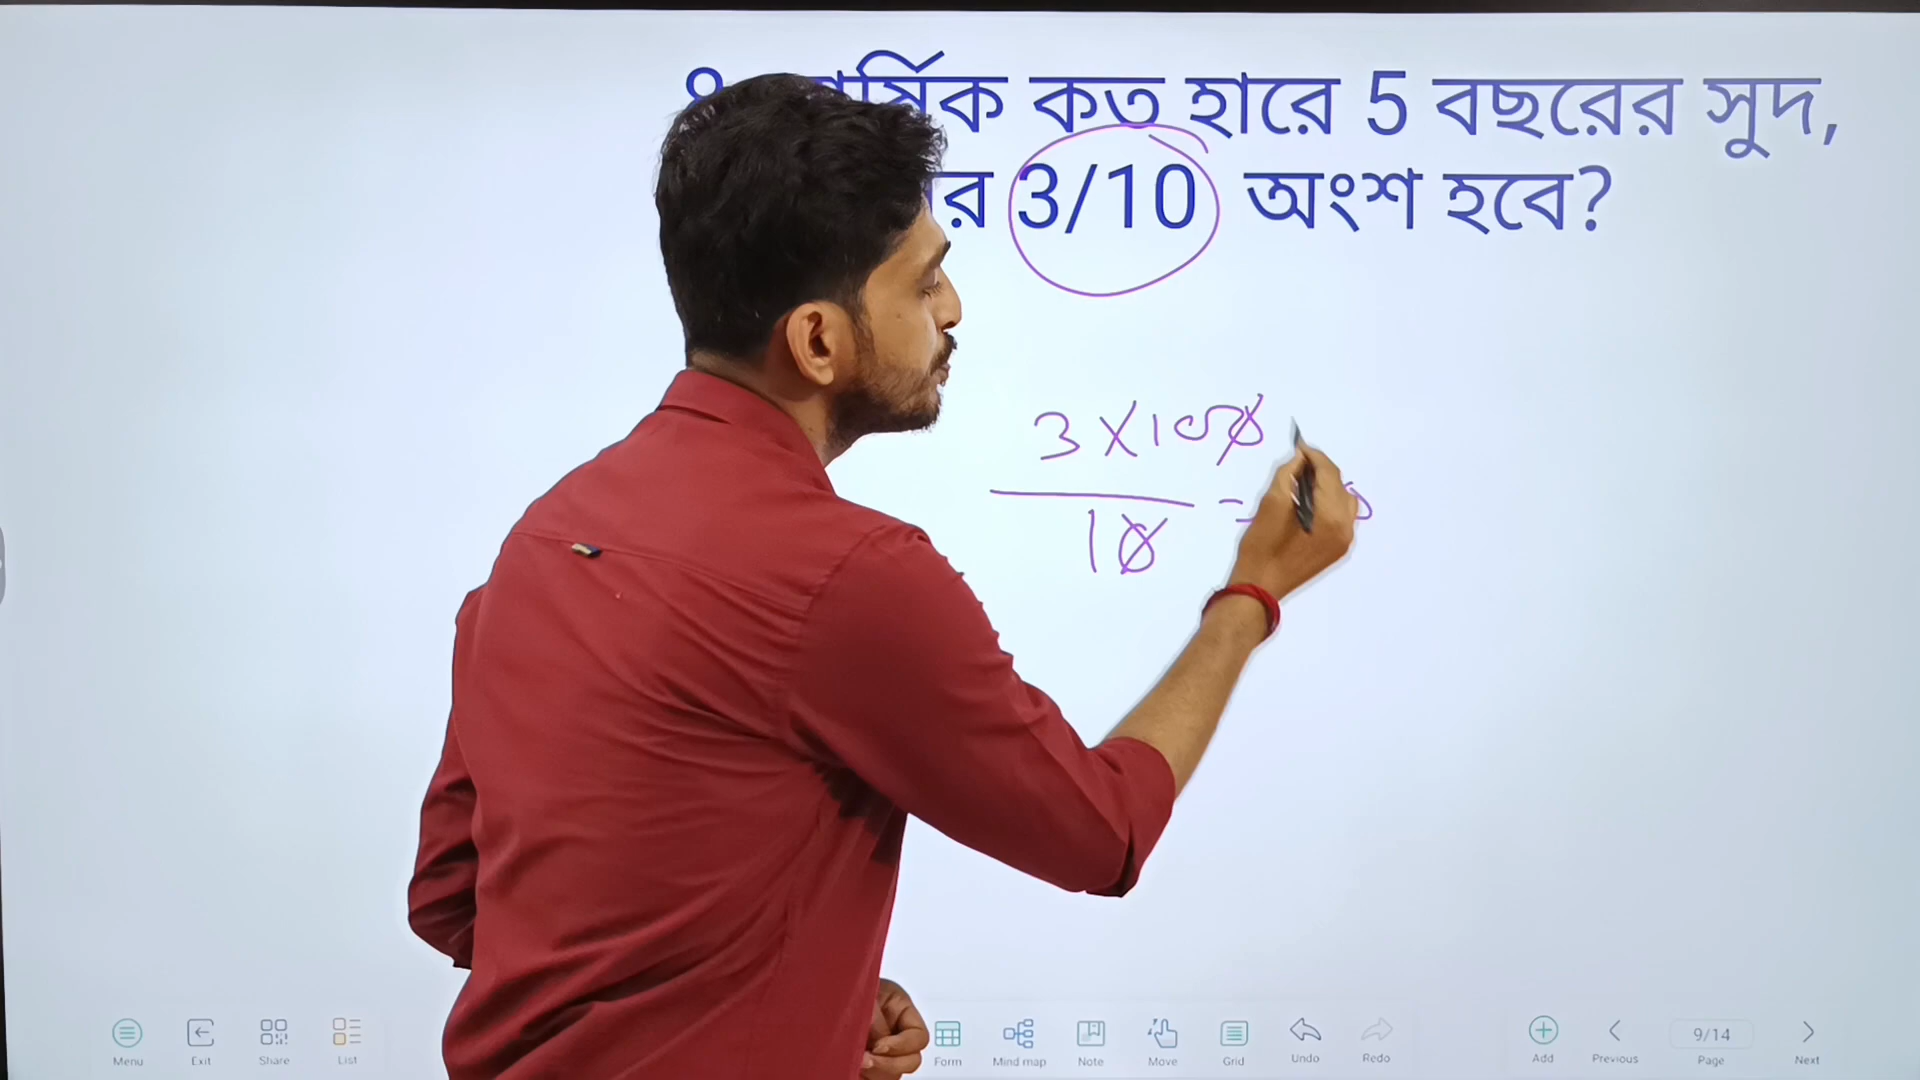 কত হারে 5 বছরের সুদ,
3/10 অংশ হবে?
3 X 100
10
=
Menu
Exit
Share
List
Form
Mind map
Note
Move
Grid
Undo
Redo
Add
Previous
9/14
Page
Next